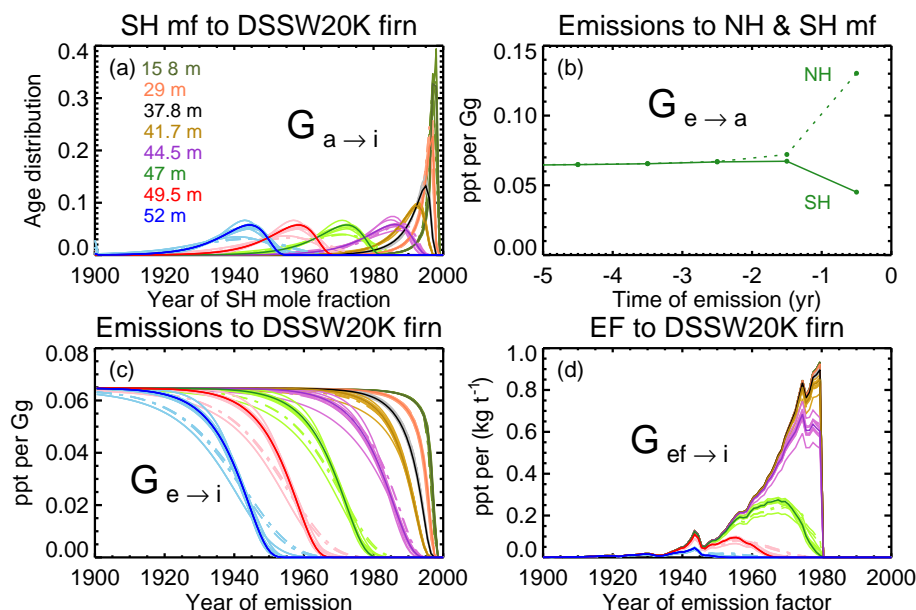 SH mf to DSSW20K firn
Age distribution
0.4
0.3
0.2
0.1
0.0
(a)
15 8 m
29 m
37.8 m
41.7 m
44.5 m
47 m
49.5 m
52 m
G a → i
1900 1920 1940 1960 1980 2000
Year of SH mole fraction
Emissions to NH & SH mf
ppt per Gg
0.15
0.10
0.05
0.00
(b)
NH
G e → a
SH
-5 -4 -3 -2 -1 0
Time of emission (yr)
Emissions to DSSW20K firn
ppt per Gg
0.08
0.06
0.04
0.02
0.00
(c)
G e → i
1900 1920 1940 1960 1980 2000
Year of emission
EF to DSSW20K firn
ppt per (kg t⁻¹)
1.0
0.8
0.6
0.4
0.2
0.0
(d)
G ef → i
1900 1920 1940 1960 1980 2000
Year of emission factor